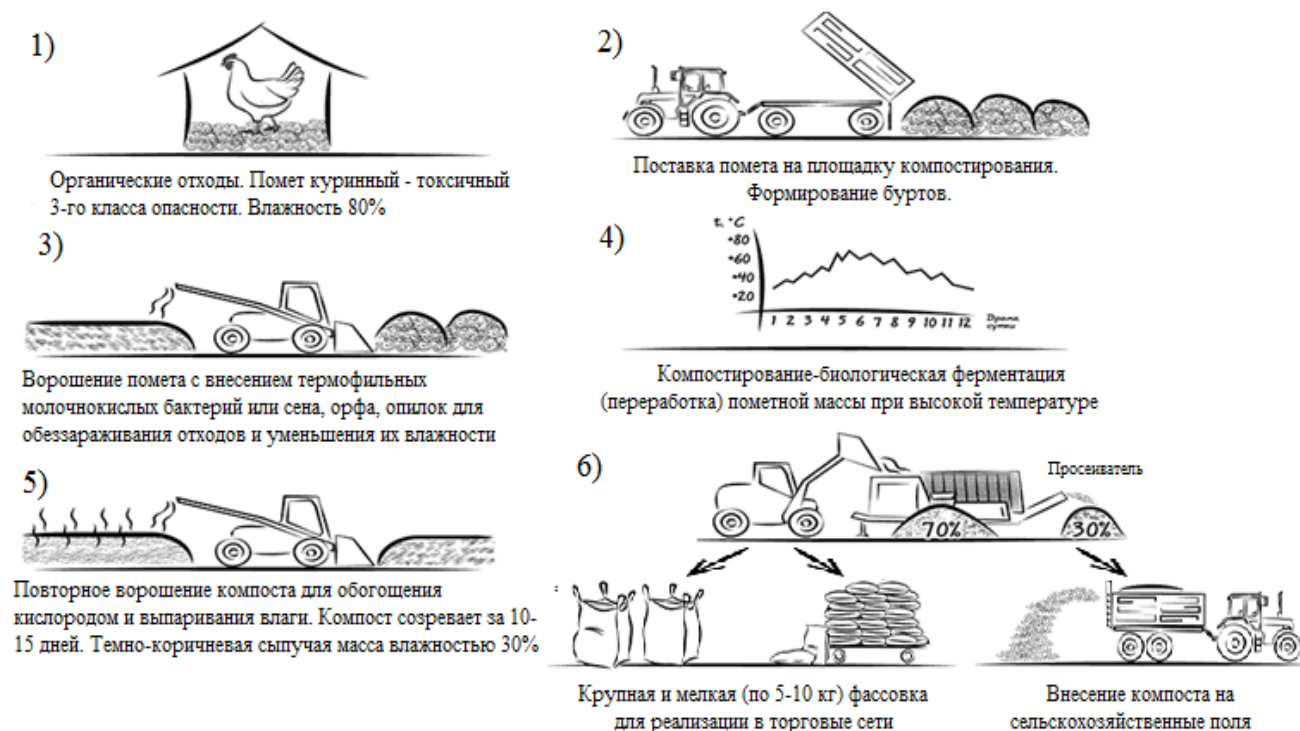 1)
Органические отходы. Помет куринный - токсичный
3-го класса опасности. Влажность 80%
2)
Поставка помета на площадку компостирования.
Формирование буртов.
3)
Ворошение помета с внесением термофильных
молочнокислых бактерий или сена, орфа, опилок для
обеззараживания отходов и уменьшения их влажности
4)
t, °C
+80
+60
+40
+20
1 2 3 4 5 6 7 8 9 10 11 12
Время
сутки
Компостирование-биологическая ферментация
(переработка) пометной массы при высокой температуре
5)
Повторное ворошение компоста для обогощения
кислородом и выпаривания влаги. Компост созревает за 10-
15 дней. Темно-коричневая сыпучая масса влажностью 30%
6)
Просеиватель
70%
30%
Крупная и мелкая (по 5-10 кг) фассовка
для реализации в торговые сети
Внесение компоста на
сельскохозяйственные поля